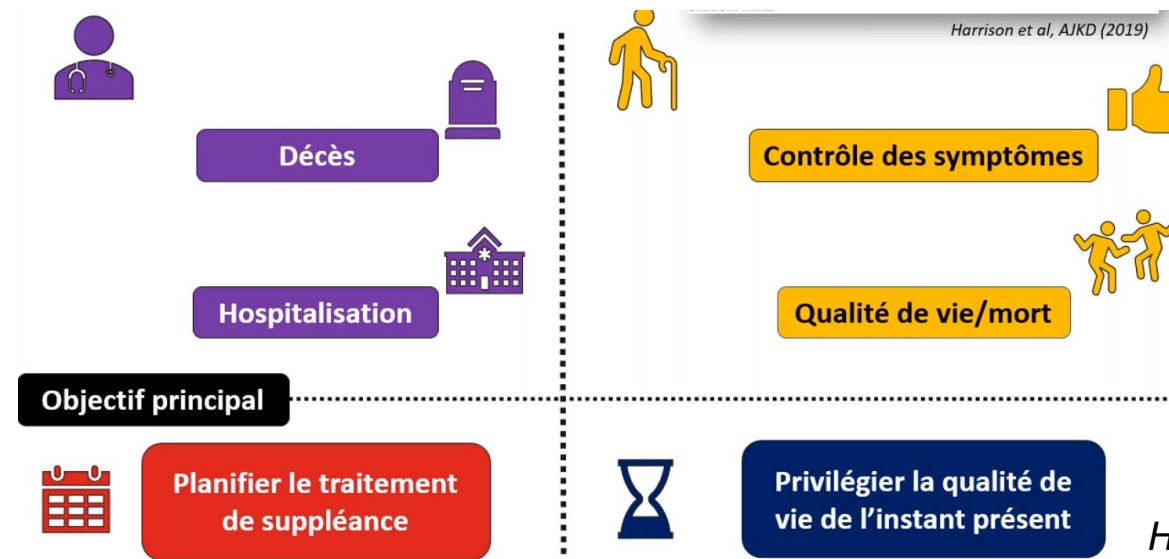 Harrison et al, AJKD (2019)
Décès
Contrôle des symptômes
Hospitalisation
Qualité de vie/mort
Objectif principal
Planifier le traitement
de suppléance
Privilégier la qualité de
vie de l'instant présent
H